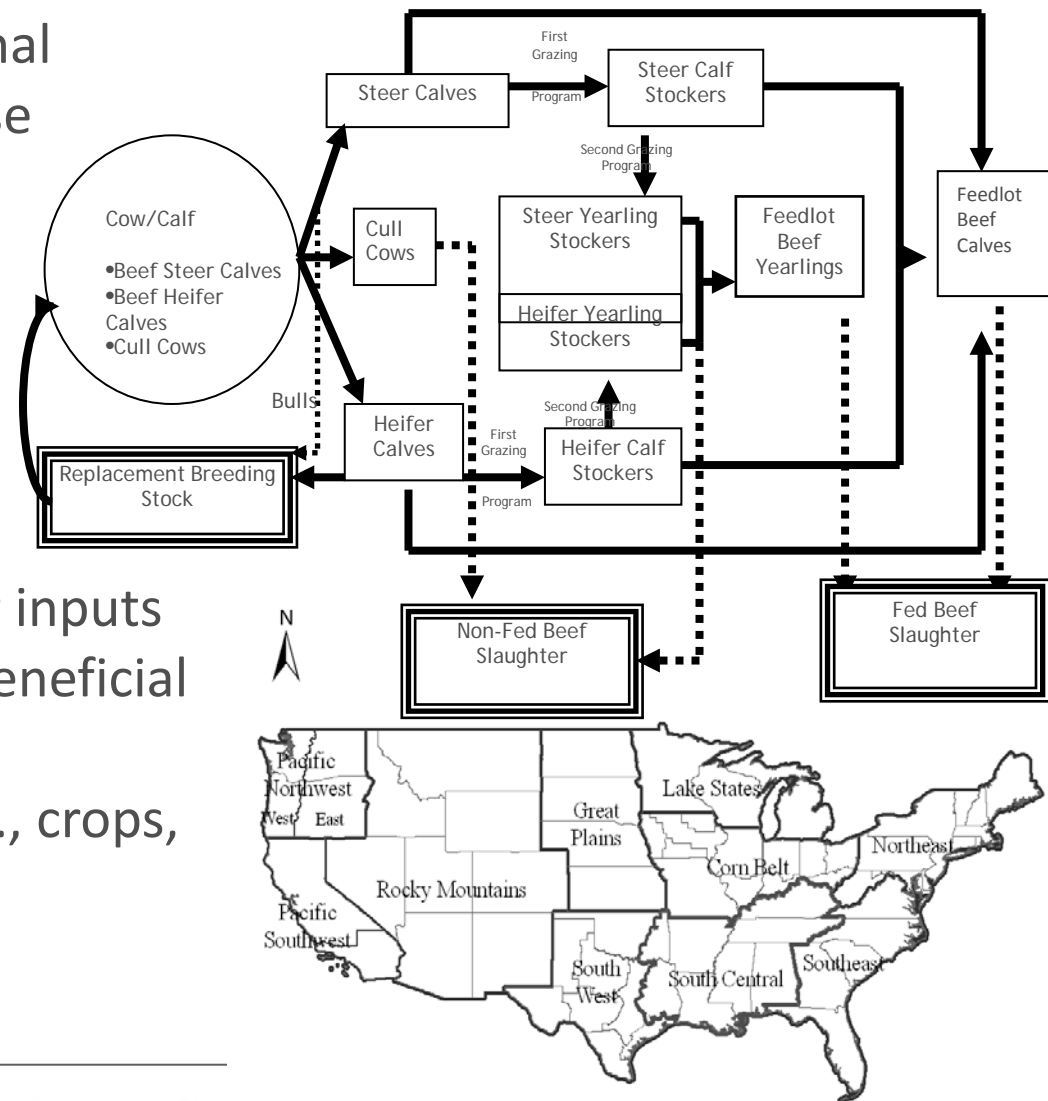 nal
se
First
Grazing
Program
Steer Calves
Steer Calf
Stockers
Second Grazing
Program
Cow/Calf
•Beef Steer Calves
•Beef Heifer
Calves
•Cull Cows
Cull
Cows
Steer Yearling
Stockers
Heifer Yearling
Stockers
Feedlot
Beef
Yearlings
Feedlot
Beef
Calves
Bulls
Heifer
Calves
First
Grazing
Program
Second Grazing
Program
Heifer Calf
Stockers
Replacement Breeding
Stock
inputs
eneficial
., crops,
Non-Fed Beef
Slaughter
Fed Beef
Slaughter
N
Pacific
Northwest
West East
Rocky Mountains
Pacific
Southwest
Great
Plains
Lake States
Corn Belt
Northeast
South
West
South Central
Southeast